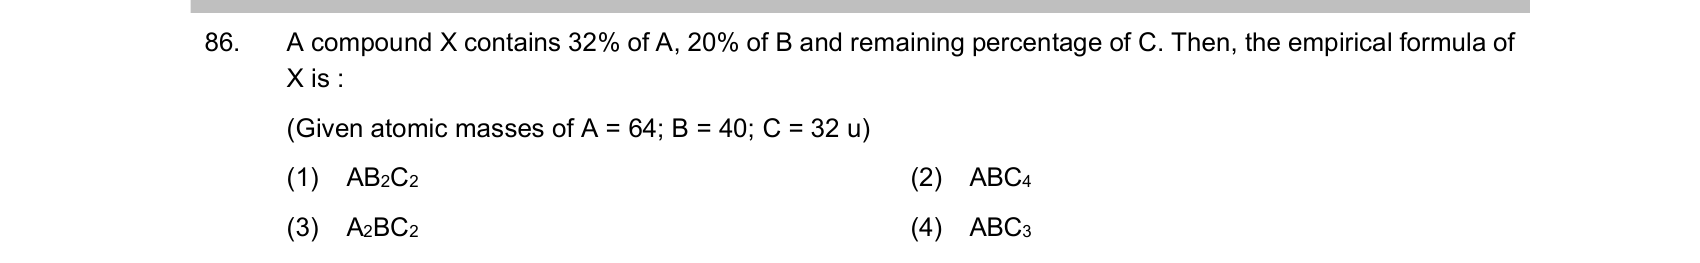 86. A compound X contains 32% of A, 20% of B and remaining percentage of C. Then, the empirical formula of
X is :
(Given atomic masses of A = 64; B = 40; C = 32 u)
(1) AB₂C₂ (2) ABC₄
(3) A₂BC₂ (4) ABC₃